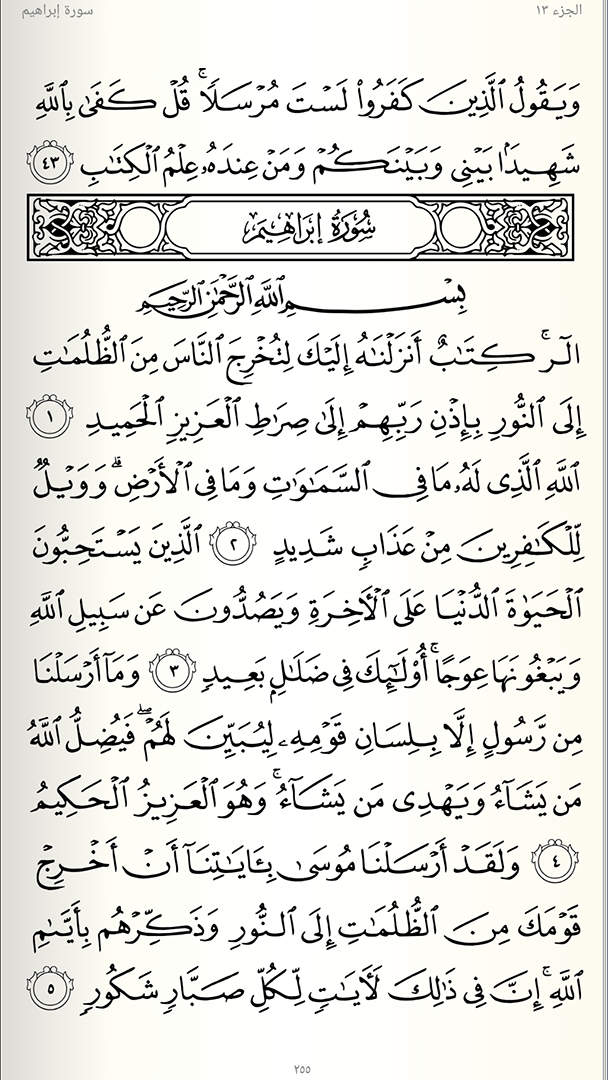 سورة إبراهيم الجزء ١٣
وَيَقُولُ ٱلَّذِينَ كَفَرُوا۟ لَسْتَ مُرْسَلًا ۚ قُلْ كَفَىٰ بِٱللَّهِ
شَهِيدًۢا بَيْنِى وَبَيْنَكُمْ وَمَنْ عِندَهُۥ عِلْمُ ٱلْكِتَـٰبِ ٤٣
سُورَةُ إِبْرَاهِيمَ
بِسْمِ ٱللَّهِ ٱلرَّحْمَـٰنِ ٱلرَّحِيمِ
الٓر ۚ كِتَـٰبٌ أَنزَلْنَـٰهُ إِلَيْكَ لِتُخْرِجَ ٱلنَّاسَ مِنَ ٱلظُّلُمَـٰتِ
إِلَى ٱلنُّورِ بِإِذْنِ رَبِّهِمْ إِلَىٰ صِرَٰطِ ٱلْعَزِيزِ ٱلْحَمِيدِ ١
ٱللَّهِ ٱلَّذِى لَهُۥ مَا فِى ٱلسَّمَـٰوَٰتِ وَمَا فِى ٱلْأَرْضِ ۗ وَوَيْلٌ
لِّلْكَـٰفِرِينَ مِنْ عَذَابٍ شَدِيدٍ ٢ ٱلَّذِينَ يَسْتَحِبُّونَ
ٱلْحَيَوٰةَ ٱلدُّنْيَا عَلَى ٱلْـَٔاخِرَةِ وَيَصُدُّونَ عَن سَبِيلِ ٱللَّهِ
وَيَبْغُونَهَا عِوَجًا ۚ أُو۟لَـٰٓئِكَ فِى ضَلَـٰلٍۭ بَعِيدٍ ٣ وَمَآ أَرْسَلْنَا
مِن رَّسُولٍ إِلَّا بِلِسَانِ قَوْمِهِۦ لِيُبَيِّنَ لَهُمْ ۖ فَيُضِلُّ ٱللَّهُ
مَن يَشَآءُ وَيَهْدِى مَن يَشَآءُ ۚ وَهُوَ ٱلْعَزِيزُ ٱلْحَكِيمُ
٤ وَلَقَدْ أَرْسَلْنَا مُوسَىٰ بِـَٔايَـٰتِنَآ أَنْ أَخْرِجْ
قَوْمَكَ مِنَ ٱلظُّلُمَـٰتِ إِلَى ٱلنُّورِ وَذَكِّرْهُم بِأَيَّىٰمِ
ٱللَّهِ ۚ إِنَّ فِى ذَٰلِكَ لَـَٔايَـٰتٍ لِّكُلِّ صَبَّارٍ شَكُورٍ ٥
٢٥٥